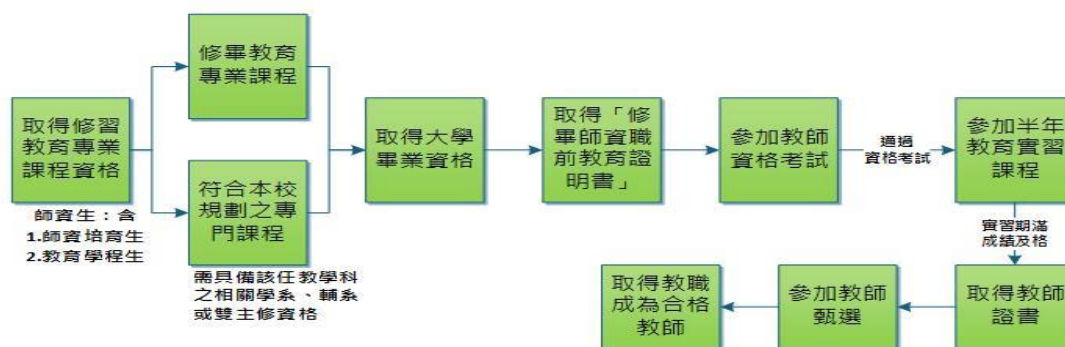 取得修習
教育專業
課程資格
師資生：含
1.師資培育生
2.教育學程生
修畢教育
專業課程
符合本校
規劃之專
門課程
需具備該任教學科
之相關學系、輔系
或雙主修資格
取得大學
畢業資格
取得「修
畢師資職
前教育證
明書」
參加教師
資格考試
通過
資格考試
參加半年
教育實習
課程
實習期滿
成績及格
取得教師
證書
參加教師
甄選
取得教職
成為合格
教師